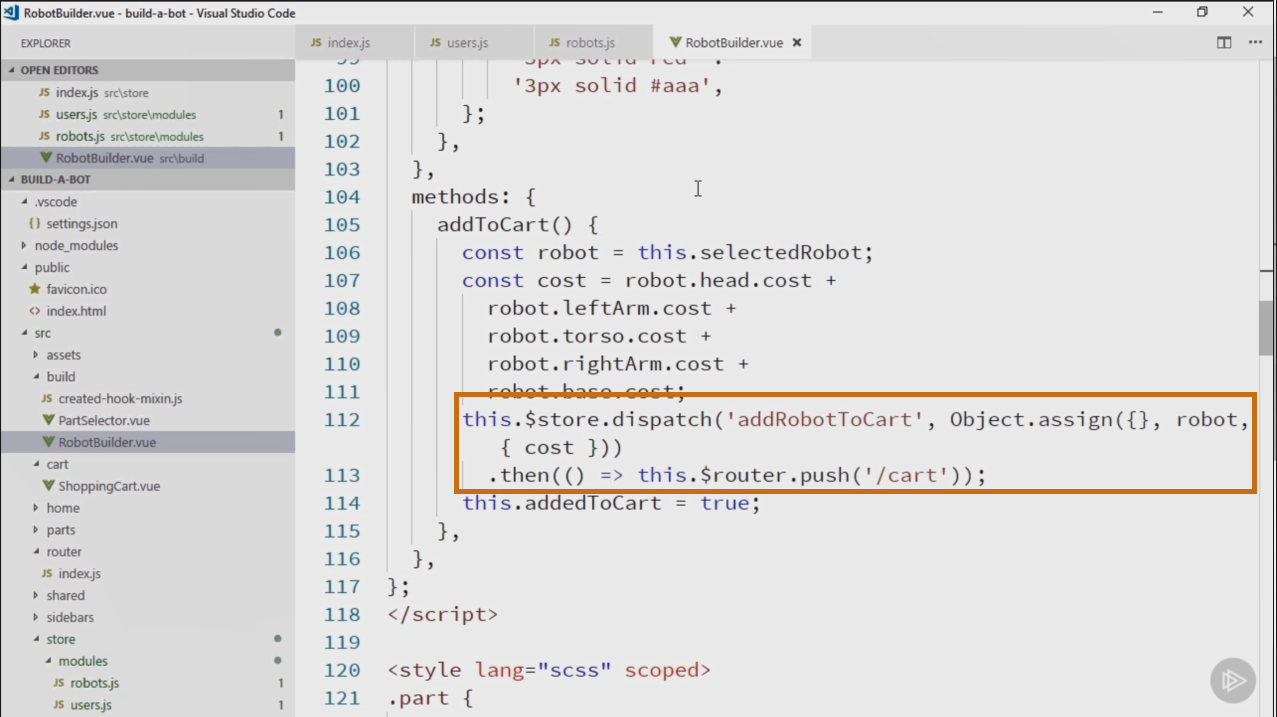 RobotBuilder.vue - build-a-bot - Visual Studio Code
EXPLORER
OPEN EDITORS
JS index.js src\store
JS users.js src\store\modules 1
JS robots.js src\store\modules 1
RobotBuilder.vue src\build
BUILD-A-BOT
.vscode
{} settings.json
node_modules
public
favicon.ico
<> index.html
src
assets
build
JS created-hook-mixin.js
PartSelector.vue
RobotBuilder.vue
cart
ShoppingCart.vue
home
parts
router
JS index.js
shared
sidebars
store
modules
JS robots.js 1
JS users.js 1
JS index.js JS users.js JS robots.js RobotBuilder.vue ×
99 '3px solid red' :
100 '3px solid #aaa',
101 };
102 },
103 },
104 methods: {
105 addToCart() {
106 const robot = this.selectedRobot;
107 const cost = robot.head.cost +
108 robot.leftArm.cost +
109 robot.torso.cost +
110 robot.rightArm.cost +
111 robot.base.cost;
112 this.$store.dispatch('addRobotToCart', Object.assign({}, robot,
{ cost }))
113 .then(() => this.$router.push('/cart'));
114 this.addedToCart = true;
115 },
116 },
117 };
118 </script>
119
120 <style lang="scss" scoped>
121 .part {